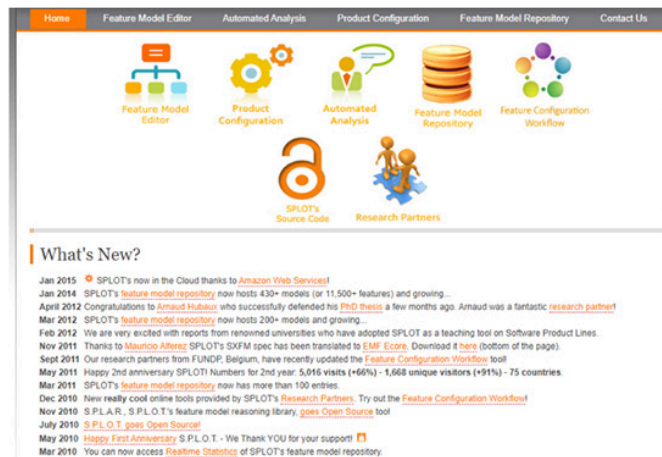 Home Feature Model Editor Automated Analysis Product Configuration Feature Model Repository Contact Us
Feature Model
Editor
Product
Configuration
Automated
Analysis
Feature Model
Repository
Feature Configuration
Workflow
SPLOT's
Source Code
Research Partners
What's New?
Jan 2015 SPLOT's now in the Cloud thanks to Amazon Web Services!
Jan 2014 SPLOT's feature model repository now hosts 430+ models (or 11,500+ features) and growing...
April 2012 Congratulations to Arnaud Hubaux who successfully defended his PhD thesis a few months ago. Arnaud was a fantastic research partner!
Mar 2012 SPLOT's feature model repository now hosts 200+ models and growing...
Feb 2012 We are very excited with reports from renowned universities who have adopted SPLOT as a teaching tool on Software Product Lines.
Nov 2011 Thanks to Mauricio Alferez SPLOT's SXFM spec has been translated to EMF Ecore. Download it here (bottom of the page).
Sept 2011 Our research partners from FUNDP, Belgium, have recently updated the Feature Configuration Workflow tool!
May 2011 Happy 2nd anniversary SPLOT! Numbers for 2nd year: 5,016 visits (+66%) - 1,668 unique visitors (+91%) - 75 countries.
Mar 2011 SPLOT's feature model repository now has more than 100 entries.
Dec 2010 New really cool online tools provided by SPLOT's Research Partners. Try out the Feature Configuration Workflow!
Nov 2010 S.P.L.A.R., S.P.L.O.T.'s feature model reasoning library, goes Open Source too!
July 2010 S.P.L.O.T. goes Open Source!
May 2010 Happy First Anniversary S.P.L.O.T. - We Thank YOU for your support!
Mar 2010 You can now access Realtime Statistics of SPLOT's feature model repository.